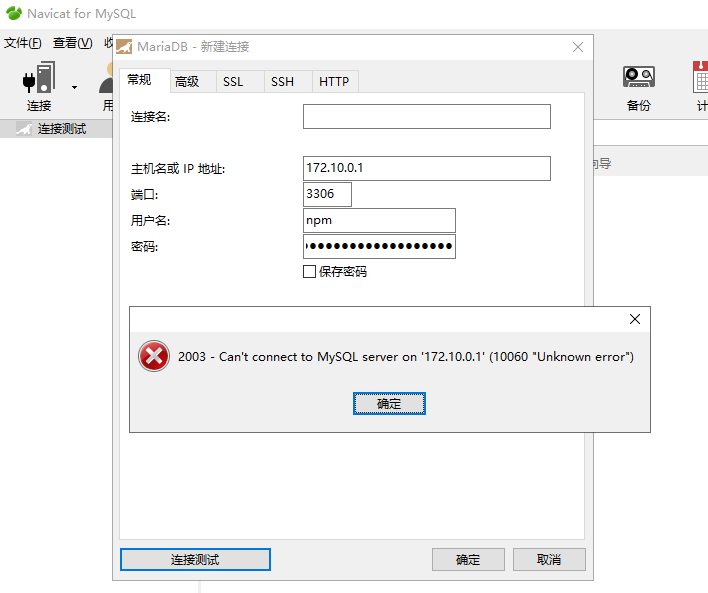 Navicat for MySQL
文件(F) 查看(V)
MariaDB - 新建连接
连接
备份
连接测试
常规 高级 SSL SSH HTTP
连接名:
主机名或 IP 地址: 172.10.0.1
端口: 3306
用户名: npm
密码: ●●●●●●●●●●●●●●●●●●
保存密码
向导
2003 - Can't connect to MySQL server on '172.10.0.1' (10060 "Unknown error")
确定
连接测试 确定 取消